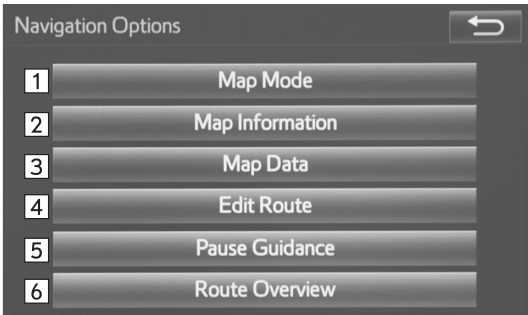 Navigation Options
1 Map Mode
2 Map Information
3 Map Data
4 Edit Route
5 Pause Guidance
6 Route Overview